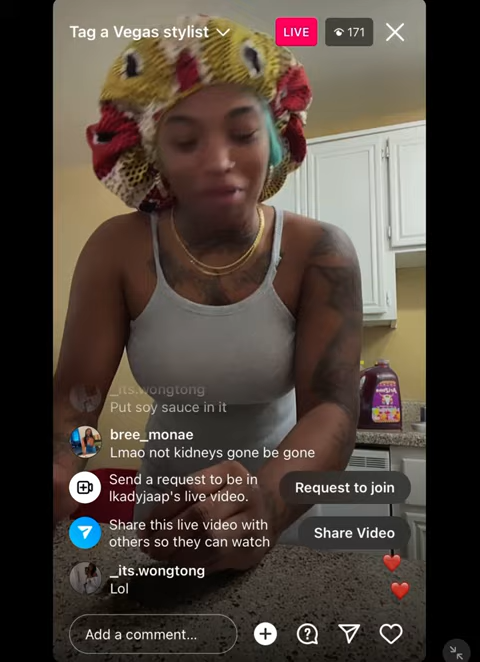 Tag a Vegas stylist
LIVE
171
_its.wongtong
Put soy sauce in it
bree_monae
Lmao not kidneys gone be gone
Send a request to be in
lkadyjaap's live video.
Request to join
Share this live video with
others so they can watch
Share Video
_its.wongtong
Lol
Add a comment...